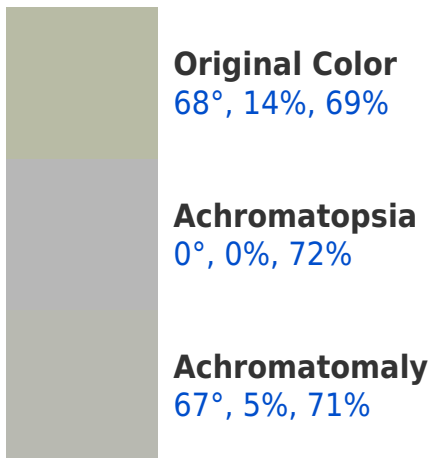 Original Color
68°, 14%, 69%
Achromatopsia
0°, 0%, 72%
Achromatomaly
67°, 5%, 71%